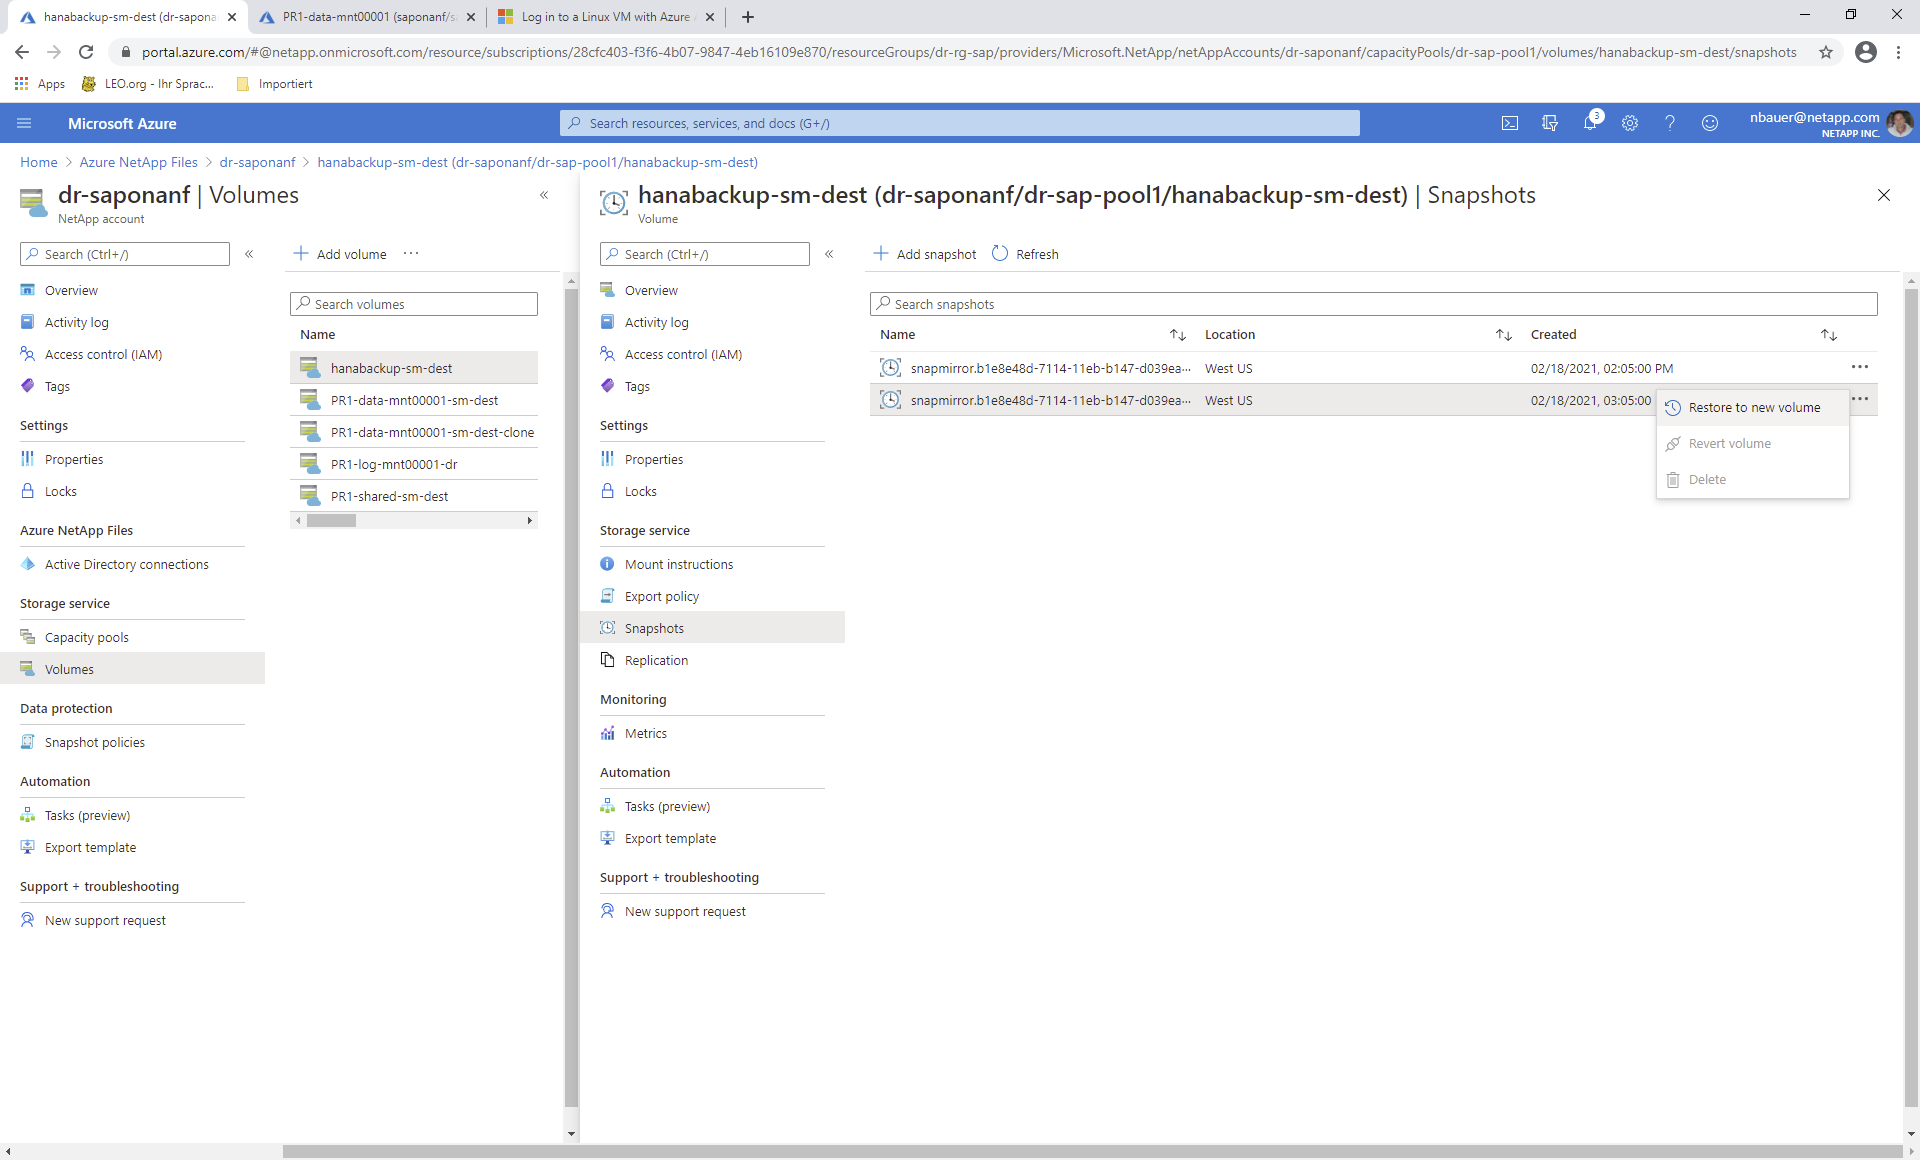 hanabackup-sm-dest (dr-sapona
PR1-data-mnt00001 (saponanf/s
Log in to a Linux VM with Azure
portal.azure.com/#@netapp.onmicrosoft.com/resource/subscriptions/28cfc403-f3f6-4b07-9847-4eb16109e870/resourceGroups/dr-rg-sap/providers/Microsoft.NetApp/netAppAccounts/dr-saponanf/capacityPools/dr-sap-pool1/volumes/hanabackup-sm-dest/snapshots
Apps
LEO.org - Ihr Sprac...
Importiert
Microsoft Azure
Search resources, services, and docs (G+/)
3
nbauer@netapp.com
NETAPP INC.
Home > Azure NetApp Files > dr-saponanf > hanabackup-sm-dest (dr-saponanf/dr-sap-pool1/hanabackup-sm-dest)
dr-saponanf | Volumes
NetApp account
Search (Ctrl+/)
Overview
Activity log
Access control (IAM)
Tags
Settings
Properties
Locks
Azure NetApp Files
Active Directory connections
Storage service
Capacity pools
Volumes
Data protection
Snapshot policies
Automation
Tasks (preview)
Export template
Support + troubleshooting
New support request
Add volume
Search volumes
Name
hanabackup-sm-dest
PR1-data-mnt00001-sm-dest
PR1-data-mnt00001-sm-dest-clone
PR1-log-mnt00001-dr
PR1-shared-sm-dest
hanabackup-sm-dest (dr-saponanf/dr-sap-pool1/hanabackup-sm-dest) | Snapshots
Volume
Search (Ctrl+/)
Overview
Activity log
Access control (IAM)
Tags
Settings
Properties
Locks
Storage service
Mount instructions
Export policy
Snapshots
Replication
Monitoring
Metrics
Automation
Tasks (preview)
Export template
Support + troubleshooting
New support request
Add snapshot
Refresh
Search snapshots
Name Location Created
snapmirror.b1e8e48d-7114-11eb-b147-d039ea... West US 02/18/2021, 02:05:00 PM
snapmirror.b1e8e48d-7114-11eb-b147-d039ea... West US 02/18/2021, 03:05:00
Restore to new volume
Revert volume
Delete